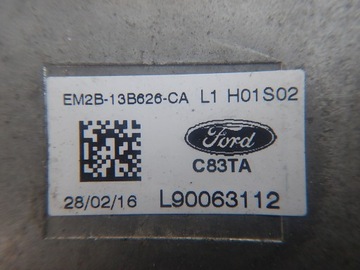 EM2B-13B626-CA L1 H01S02
Ford
C83TA
28/02/16 L90063112